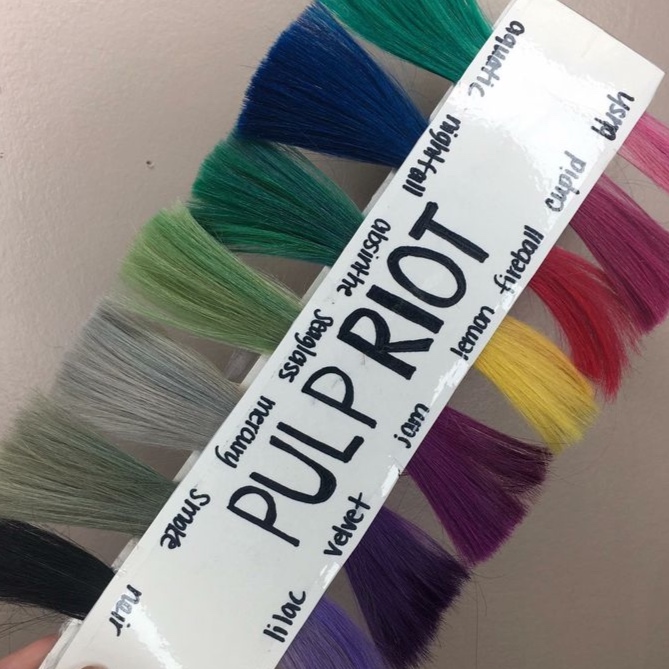 PULP RIOT
aquatic
nightfall
absinthe
seaglass
mercury
smoke
noir
blush
cupid
fireball
lemon
jam
velvet
lilac